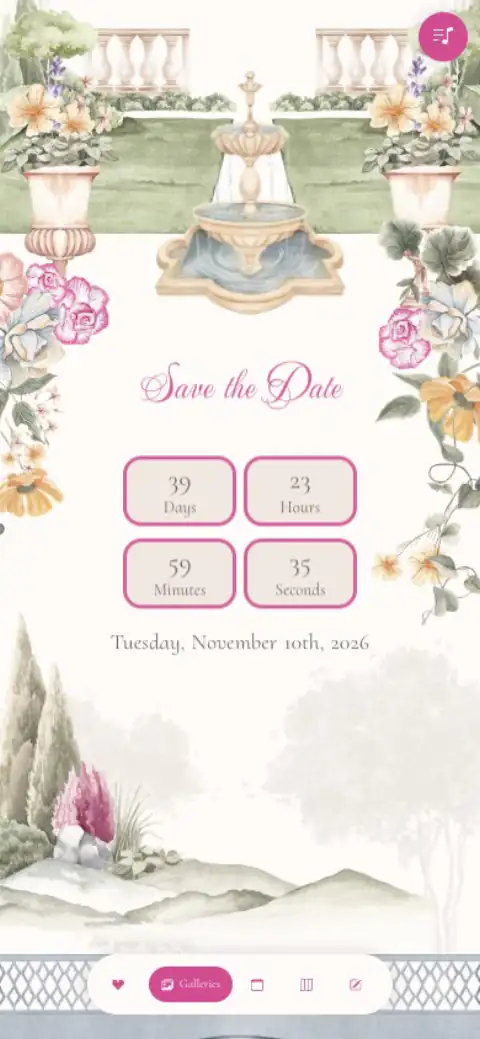 Save the Date
39
Days
23
Hours
59
Minutes
35
Seconds
Tuesday, November 10th, 2026
Galleries